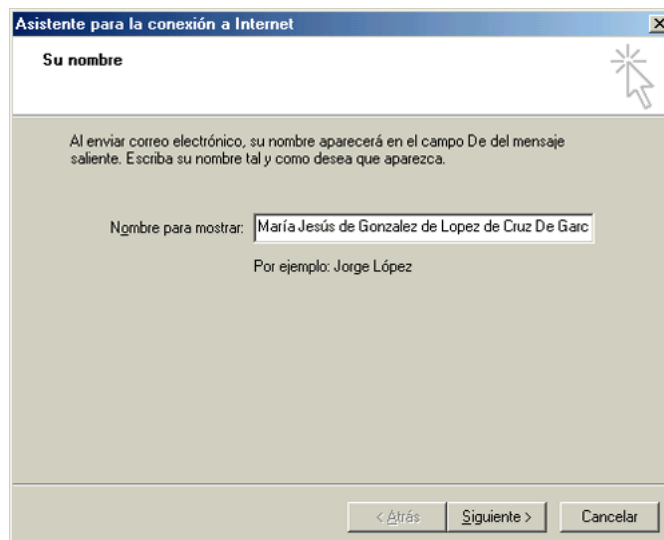 Asistente para la conexión a Internet
Su nombre
Al enviar correo electrónico, su nombre aparecerá en el campo De del mensaje
saliente. Escriba su nombre tal y como desea que aparezca.
Nombre para mostrar: María Jesús de Gonzalez de Lopez de Cruz De Garc
Por ejemplo: Jorge López
< Atrás Siguiente > Cancelar